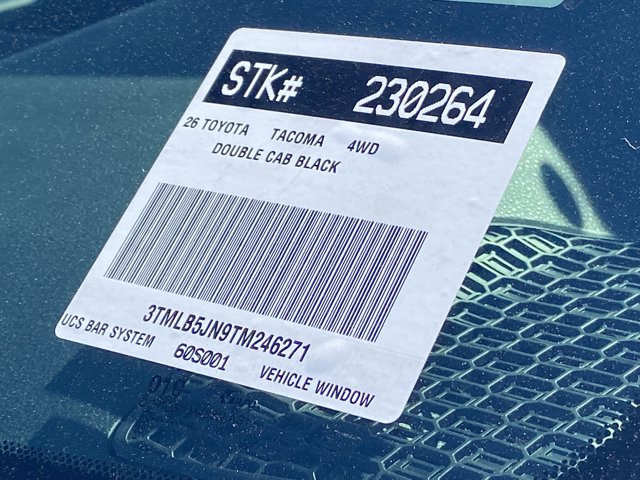 STK# 230264
26 TOYOTA TACOMA 4WD
DOUBLE CAB BLACK
3TMLB5JN9TM246271
UCS BAR SYSTEM 60S001 VEHICLE WINDOW